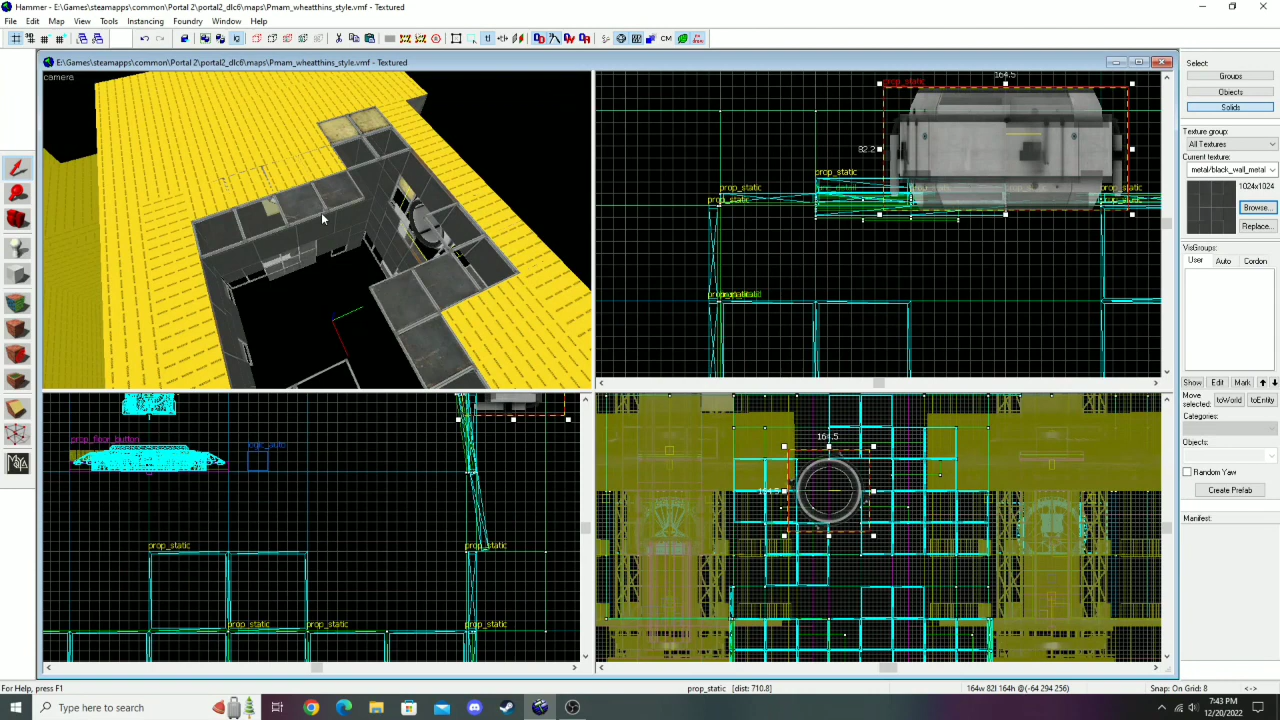 Hammer - E:\Games\steamapps\common\Portal 2\portal2_dlc6\maps\Pmam_wheatthins_style.vmf - Textured
File Edit Map View Tools Instancing Foundry Window Help
CM
E:\Games\steamapps\common\Portal 2\portal2_dlc6\maps\Pmam_wheatthins_style.vmf - Textured
camera
prop_static
164.5
82.2
prop_static
prop_static
prop_static
prop_static
prop_floor_button
logic_auto
prop_static
prop_static
prop_static
prop_static
prop_static
164.5
164.5
Select:
Groups
Objects
Solids
Texture group:
All Textures
Current texture:
metal/black_wall_metal
1024x1024
Browse...
Replace...
VisGroups:
User Auto Cordon
Show Edit Mark
Move selected: toWorld toEntity
Categories:
Objects:
Random Yaw
Create Prefab
Manifest:
For Help, press F1
prop_static [dist: 710.8]
164w 82l 164h @(-64 294 256)
Snap: On Grid: 8
<->
Type here to search
7:43 PM
12/20/2022